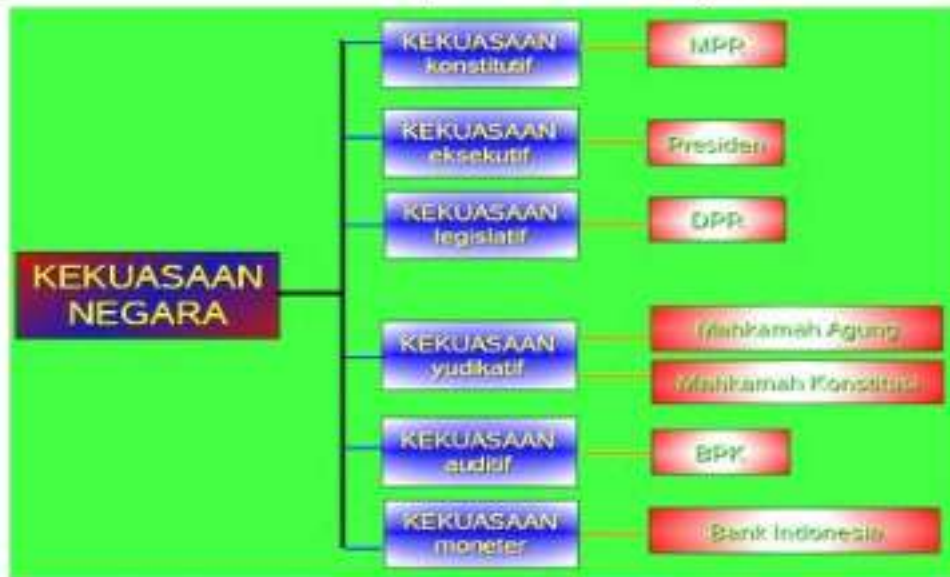 KEKUASAAN
NEGARA
KEKUASAAN
konstitutif
MPR
KEKUASAAN
eksekutif
Presiden
KEKUASAAN
legislatif
DPR
KEKUASAAN
yudikatif
Mahkamah Agung
Mahkamah Konstitusi
KEKUASAAN
auditif
BPK
KEKUASAAN
moneter
Bank Indonesia